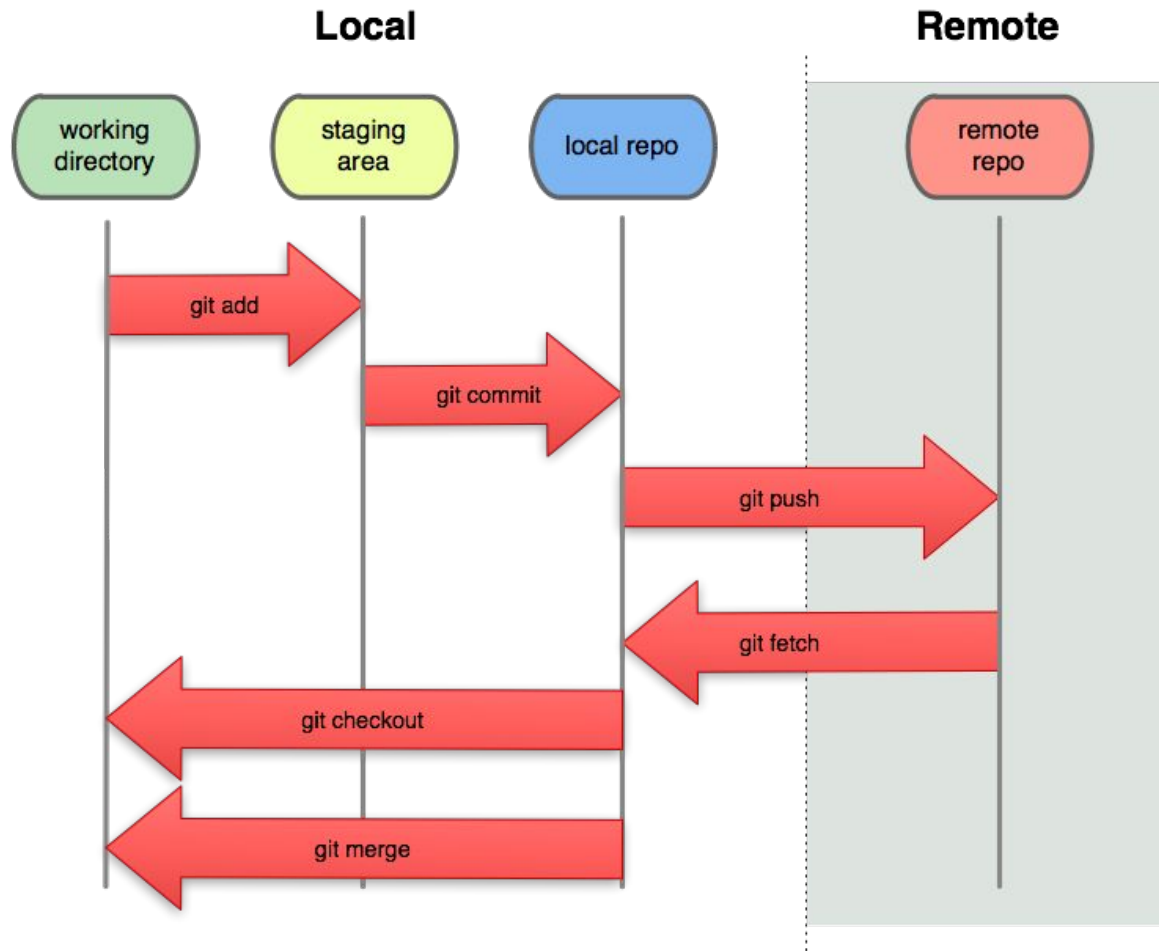 Local
Remote
working
directory
staging
area
local repo
remote
repo
git add
git commit
git push
git fetch
git checkout
git merge